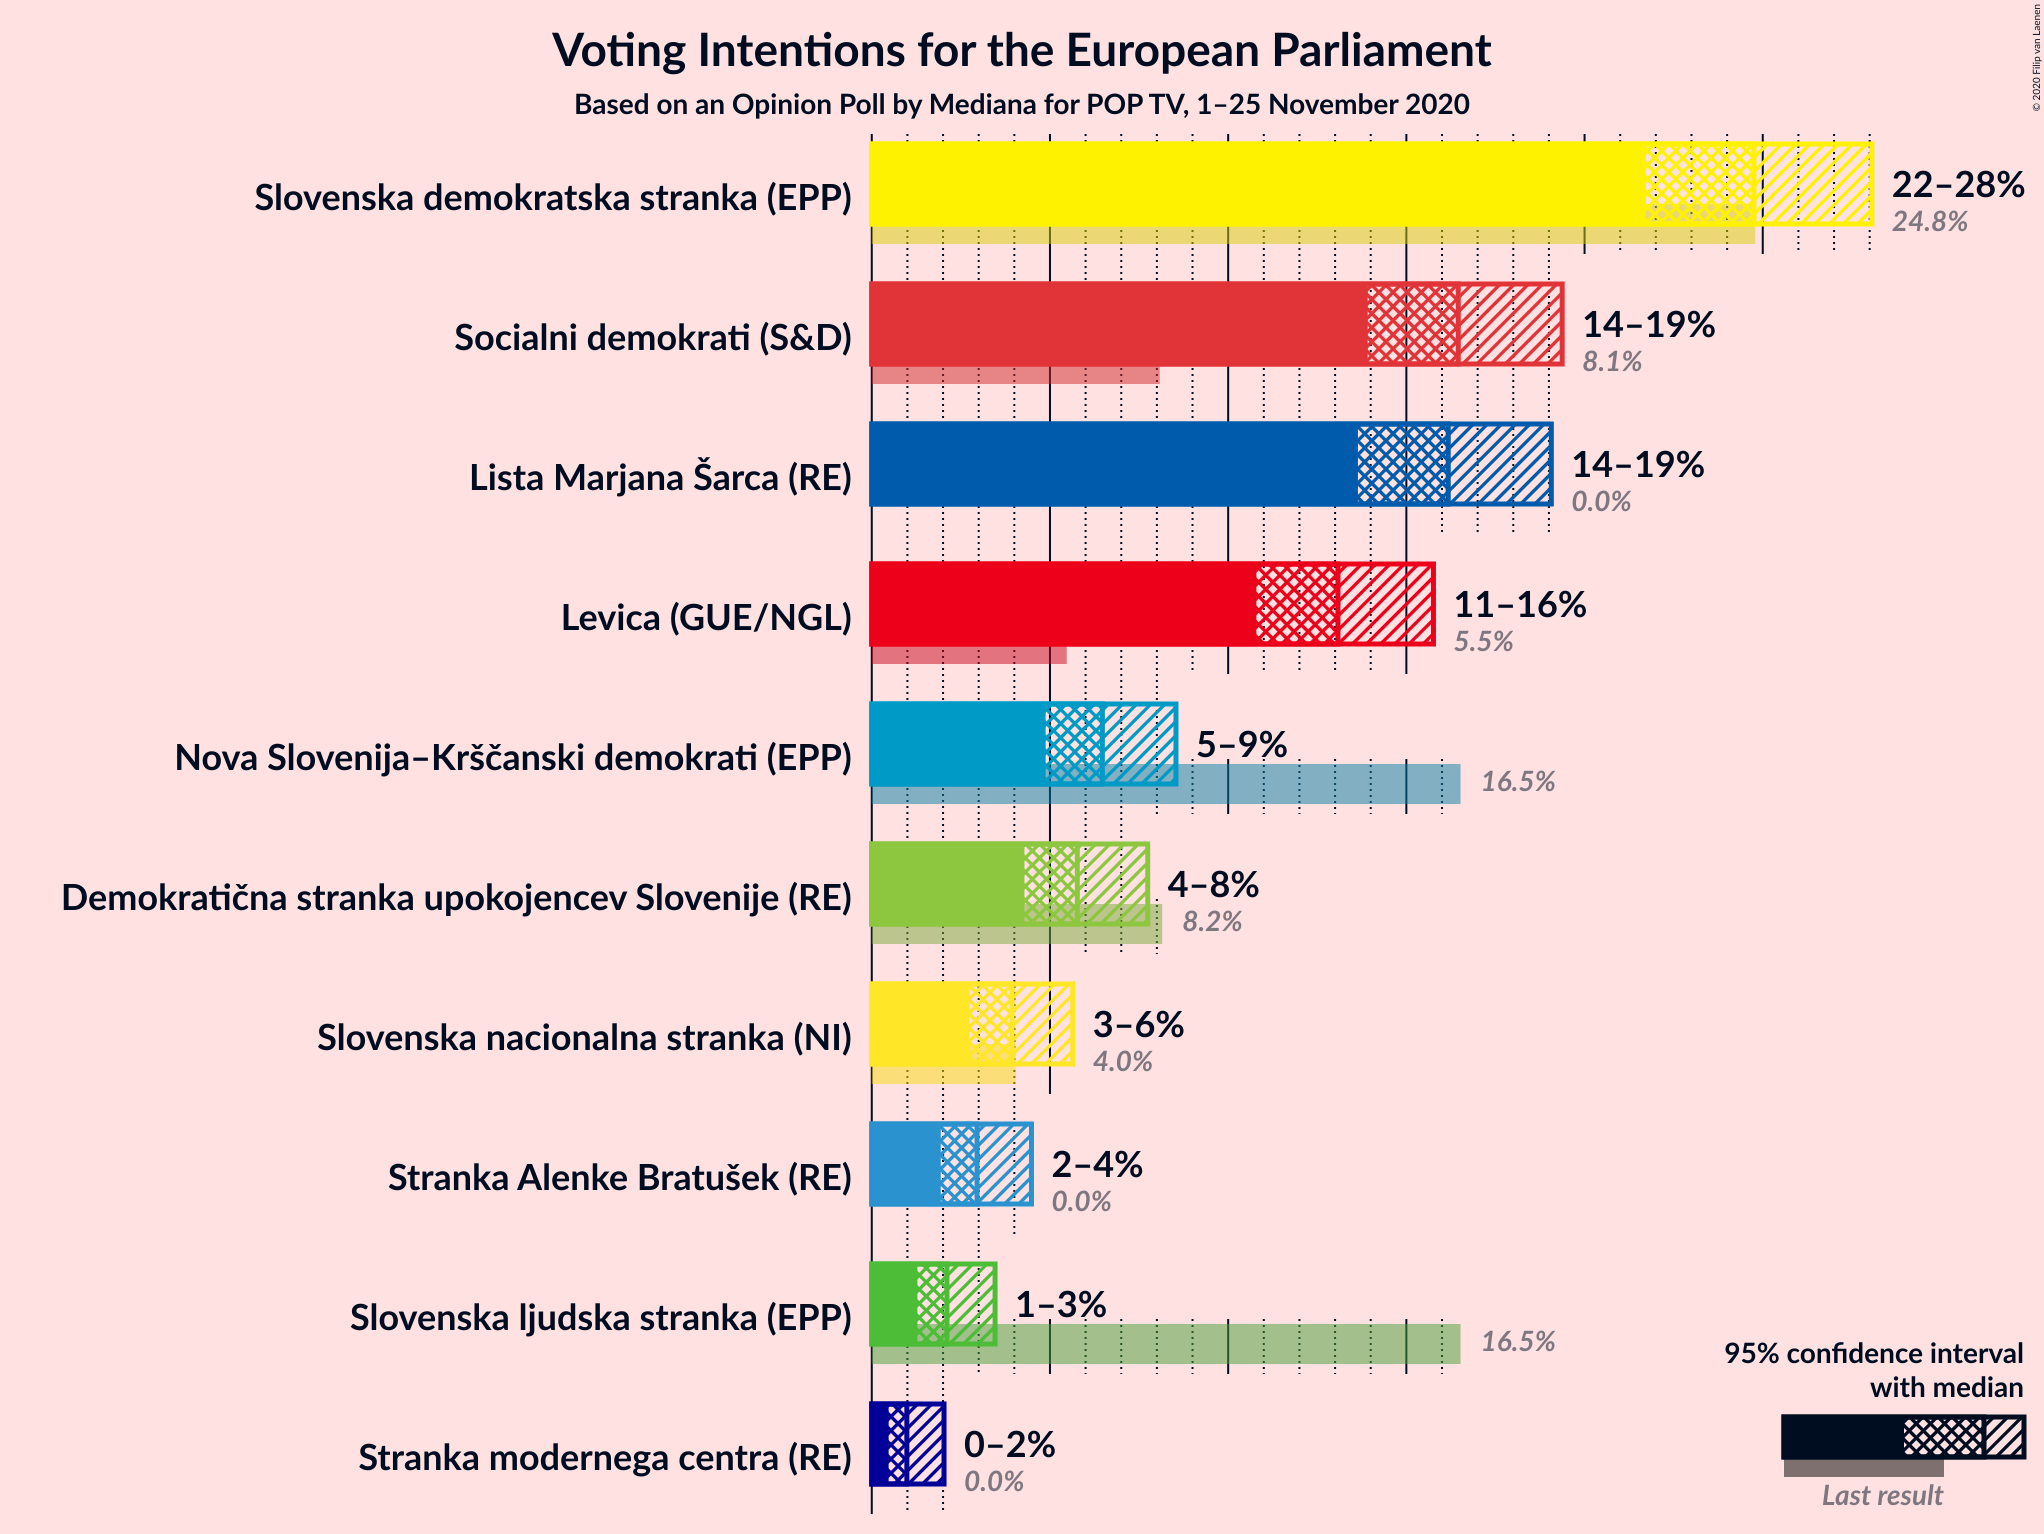 Voting Intentions for the European Parliament
Based on an Opinion Poll by Mediana for POP TV, 1–25 November 2020
© 2020 Filip van Laenen
Slovenska demokratska stranka (EPP)
22–28%
24.8%
Socialni demokrati (S&D)
14–19%
8.1%
Lista Marjana Šarca (RE)
14–19%
0.0%
Levica (GUE/NGL)
11–16%
5.5%
Nova Slovenija–Krščanski demokrati (EPP)
5–9%
16.5%
Demokratična stranka upokojencev Slovenije (RE)
4–8%
8.2%
Slovenska nacionalna stranka (NI)
3–6%
4.0%
Stranka Alenke Bratušek (RE)
2–4%
0.0%
Slovenska ljudska stranka (EPP)
1–3%
16.5%
Stranka modernega centra (RE)
0–2%
0.0%
95% confidence interval
with median
Last result